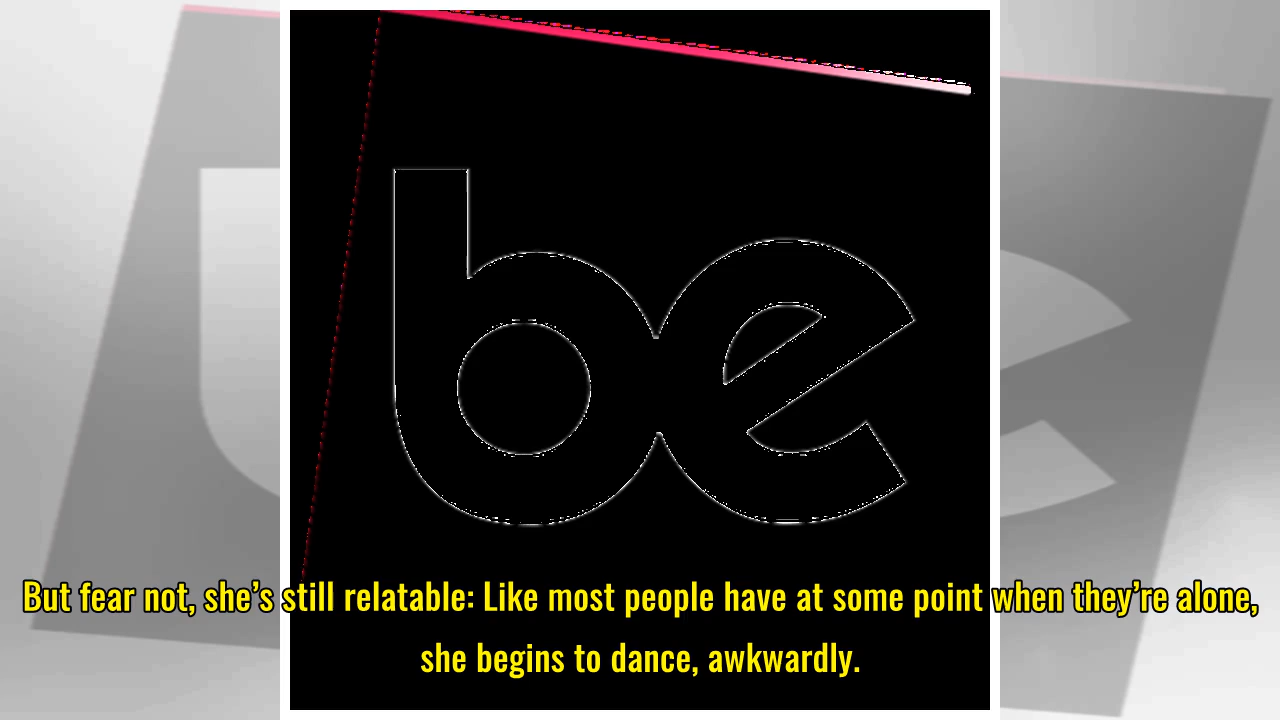 be
But fear not, she’s still relatable: Like most people have at some point when they’re alone,
she begins to dance, awkwardly.